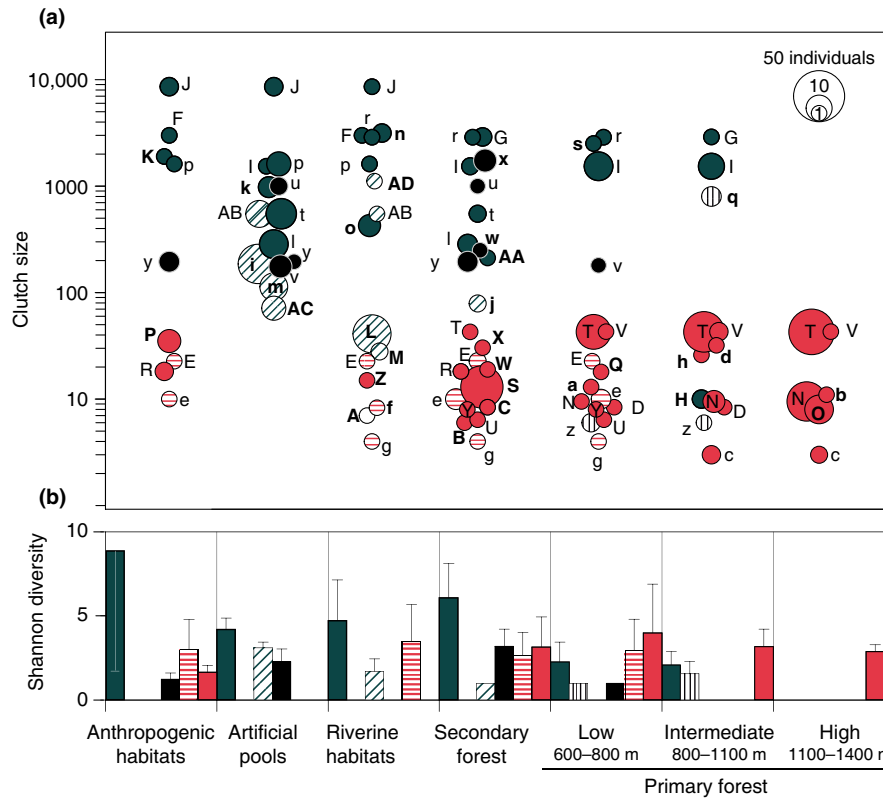 (a)
50 individuals
10
1
10,000
1000
100
10
Clutch size
J
F
K
p
y
P
E
R
e
J
l
p
k
u
AB
t
l
i
y
v
m
AC
J
r
F
n
p
AD
AB
o
L
M
E
Z
A
f
g
r
G
l
x
u
t
l
w
y
AA
j
T
X
E
W
R
S
e
Y
C
B
U
g
r
s
l
v
T
V
E
Q
a
e
N
Y
D
z
U
g
G
l
q
T
V
h
d
H
N
D
z
c
T
V
N
b
O
c
(b)
Shannon diversity
10
5
0
Anthropogenic
habitats
Artificial
pools
Riverine
habitats
Secondary
forest
Low
600–800 m
Intermediate
800–1100 m
High
1100–1400 m
Primary forest